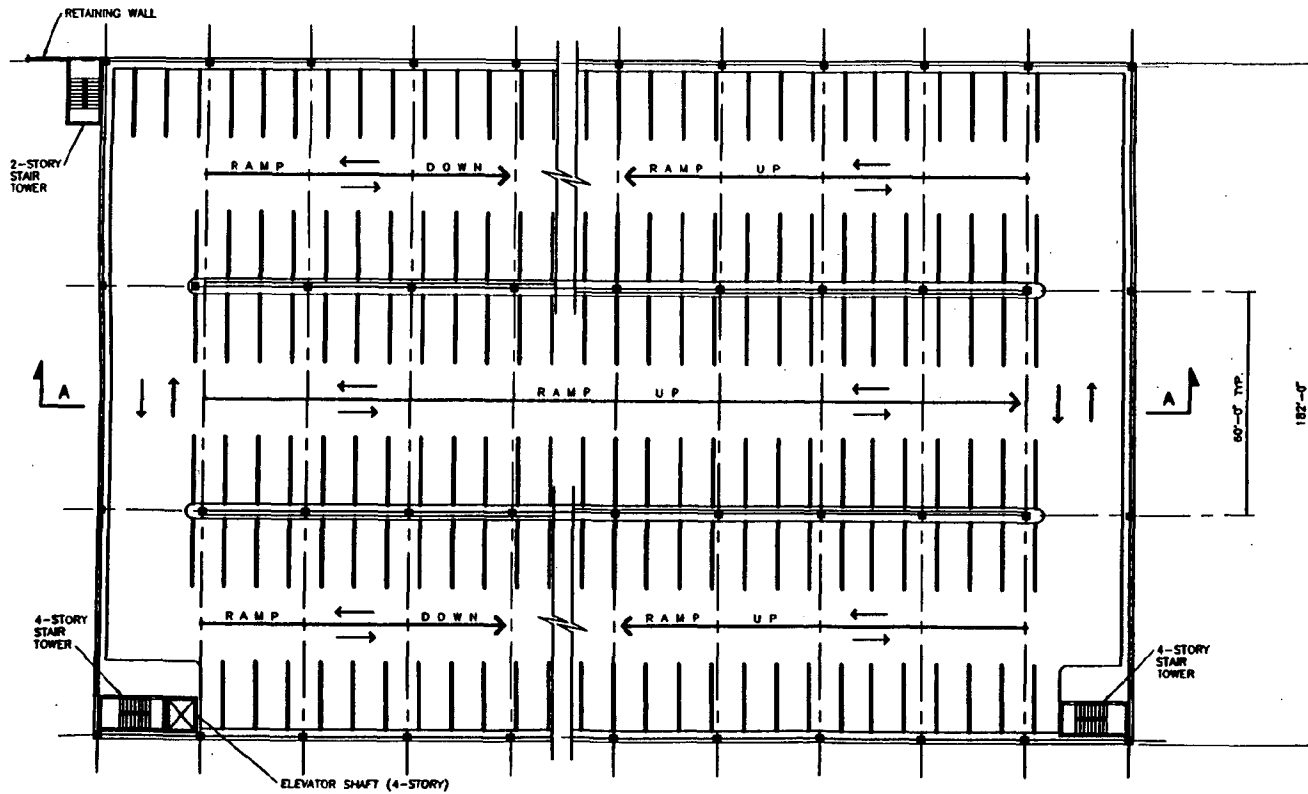 RETAINING WALL
2-STORY
STAIR
TOWER
RAMP DOWN
RAMP UP
A
RAMP UP
A
60'-0" TYP.
182'-0"
RAMP DOWN
RAMP UP
4-STORY
STAIR
TOWER
4-STORY
STAIR
TOWER
ELEVATOR SHAFT (4-STORY)